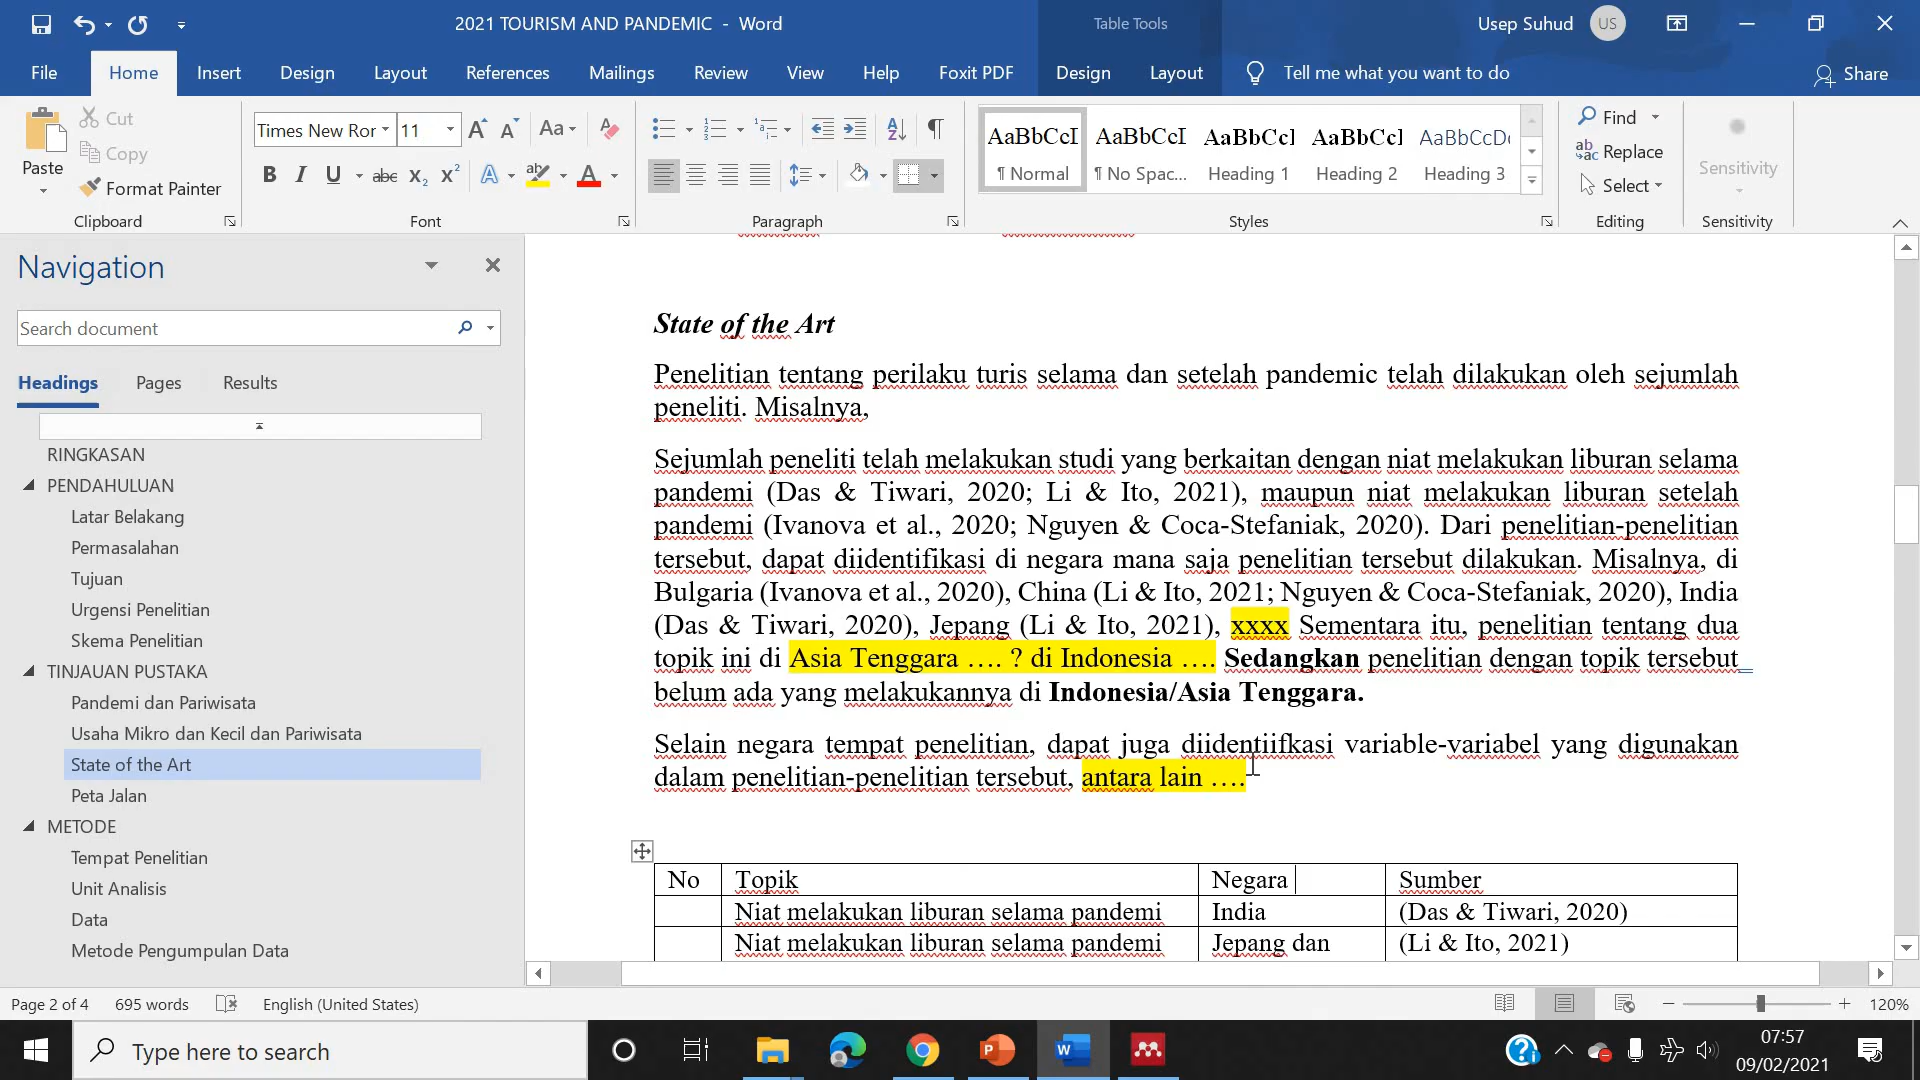 2021 TOURISM AND PANDEMIC - Word
Table Tools
Usep Suhud
US
File Home Insert Design Layout References Mailings Review View Help Foxit PDF Design Layout Tell me what you want to do Share
Paste
Cut
Copy
Format Painter
Clipboard
Times New Ror 11
Font
Paragraph
AaBbCcI AaBbCcI AaBbCcI AaBbCcI AaBbCcDc
¶ Normal ¶ No Spac... Heading 1 Heading 2 Heading 3
Styles
Find
Replace
Select
Editing
Sensitivity
Sensitivity
Navigation
Search document
Headings Pages Results
RINGKASAN
PENDAHULUAN
Latar Belakang
Permasalahan
Tujuan
Urgensi Penelitian
Skema Penelitian
TINJAUAN PUSTAKA
Pandemi dan Pariwisata
Usaha Mikro dan Kecil dan Pariwisata
State of the Art
Peta Jalan
METODE
Tempat Penelitian
Unit Analisis
Data
Metode Pengumpulan Data
State of the Art
Penelitian tentang perilaku turis selama dan setelah pandemic telah dilakukan oleh sejumlah
peneliti. Misalnya,
Sejumlah peneliti telah melakukan studi yang berkaitan dengan niat melakukan liburan selama
pandemi (Das & Tiwari, 2020; Li & Ito, 2021), maupun niat melakukan liburan setelah
pandemi (Ivanova et al., 2020; Nguyen & Coca-Stefaniak, 2020). Dari penelitian-penelitian
tersebut, dapat diidentifikasi di negara mana saja penelitian tersebut dilakukan. Misalnya, di
Bulgaria (Ivanova et al., 2020), China (Li & Ito, 2021; Nguyen & Coca-Stefaniak, 2020), India
(Das & Tiwari, 2020), Jepang (Li & Ito, 2021), xxxx Sementara itu, penelitian tentang dua
topik ini di Asia Tenggara …. ? di Indonesia …. Sedangkan penelitian dengan topik tersebut
belum ada yang melakukannya di Indonesia/Asia Tenggara.
Selain negara tempat penelitian, dapat juga diidentiifkasi variable-variabel yang digunakan
dalam penelitian-penelitian tersebut, antara lain ….
No Topik Negara Sumber
Niat melakukan liburan selama pandemi India (Das & Tiwari, 2020)
Niat melakukan liburan selama pandemi Jepang dan (Li & Ito, 2021)
Page 2 of 4 695 words English (United States) 120%
Type here to search
07:57
09/02/2021